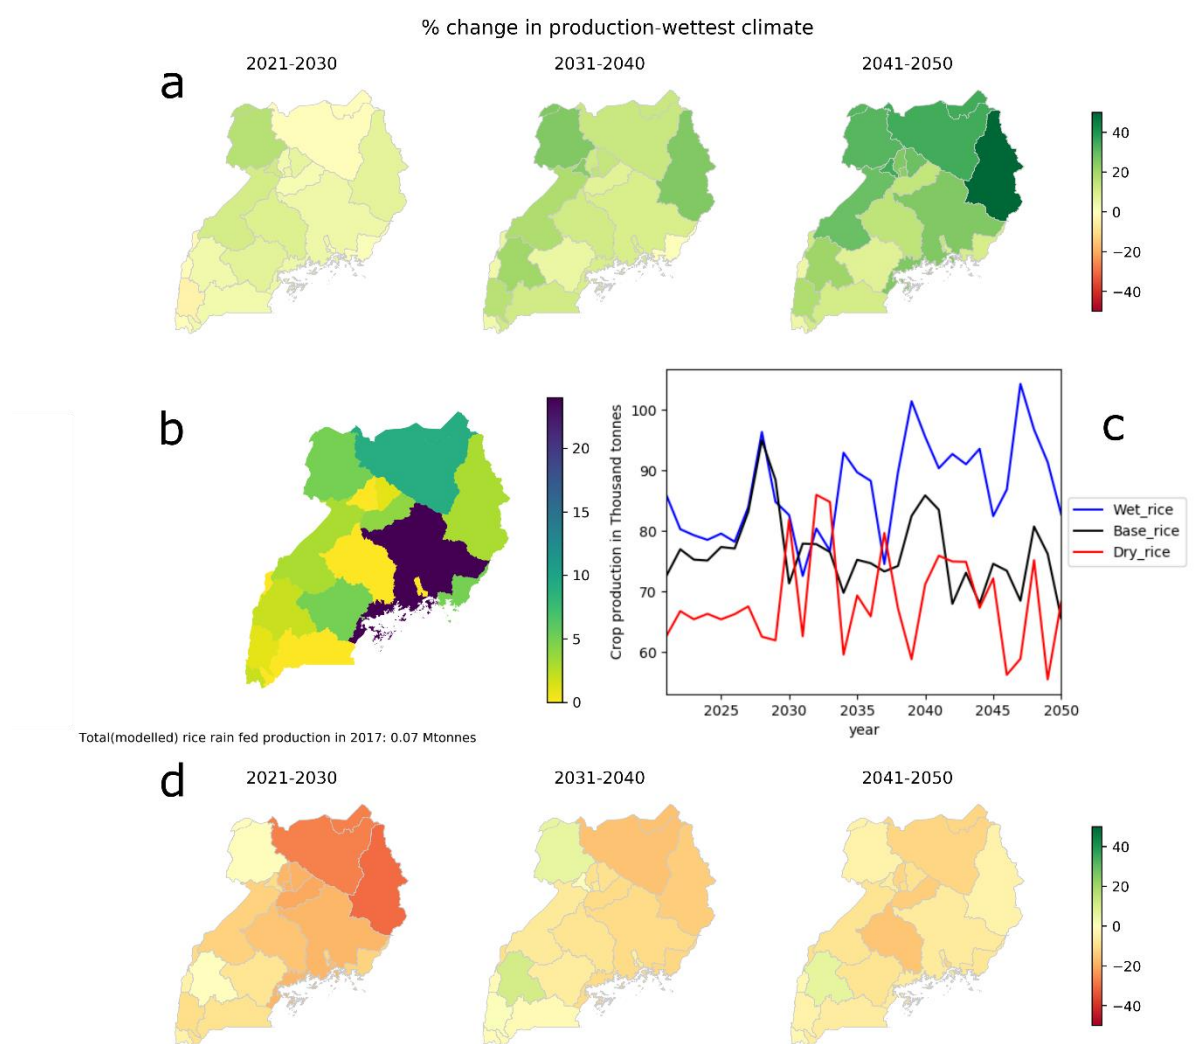 % change in production-wettest climate
2021-2030
2031-2040
2041-2050
a
40
20
0
−20
−40
b
20
15
10
5
0
Total(modelled) rice rain fed production in 2017: 0.07 Mtonnes
c
Crop production in Thousand tonnes
100
90
80
70
60
2025
2030
2035
2040
2045
2050
year
Wet_rice
Base_rice
Dry_rice
d
2021-2030
2031-2040
2041-2050
40
20
0
−20
−40